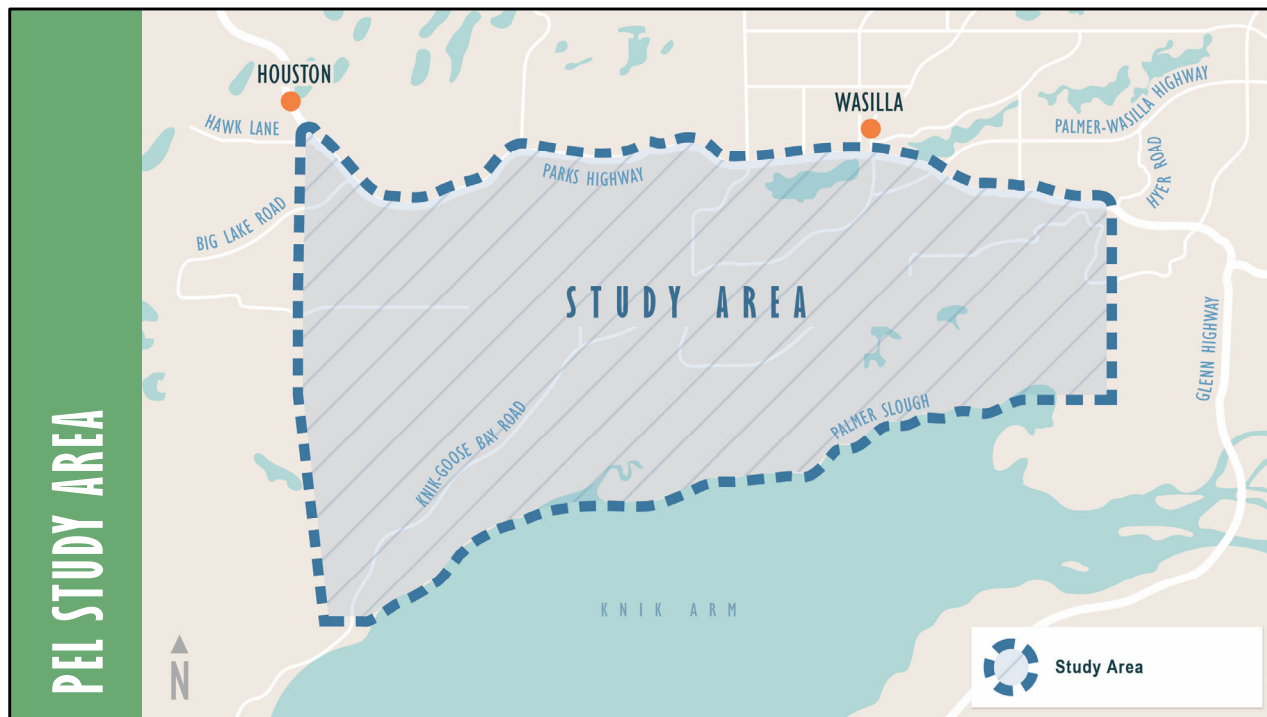 PEL STUDY AREA
HOUSTON
HAWK LANE
WASILLA
PALMER-WASILLA HIGHWAY
HYER ROAD
PARKS HIGHWAY
BIG LAKE ROAD
STUDY AREA
GLENN HIGHWAY
PALMER SLOUGH
KNIK-GOOSE BAY ROAD
KNIK ARM
N
Study Area